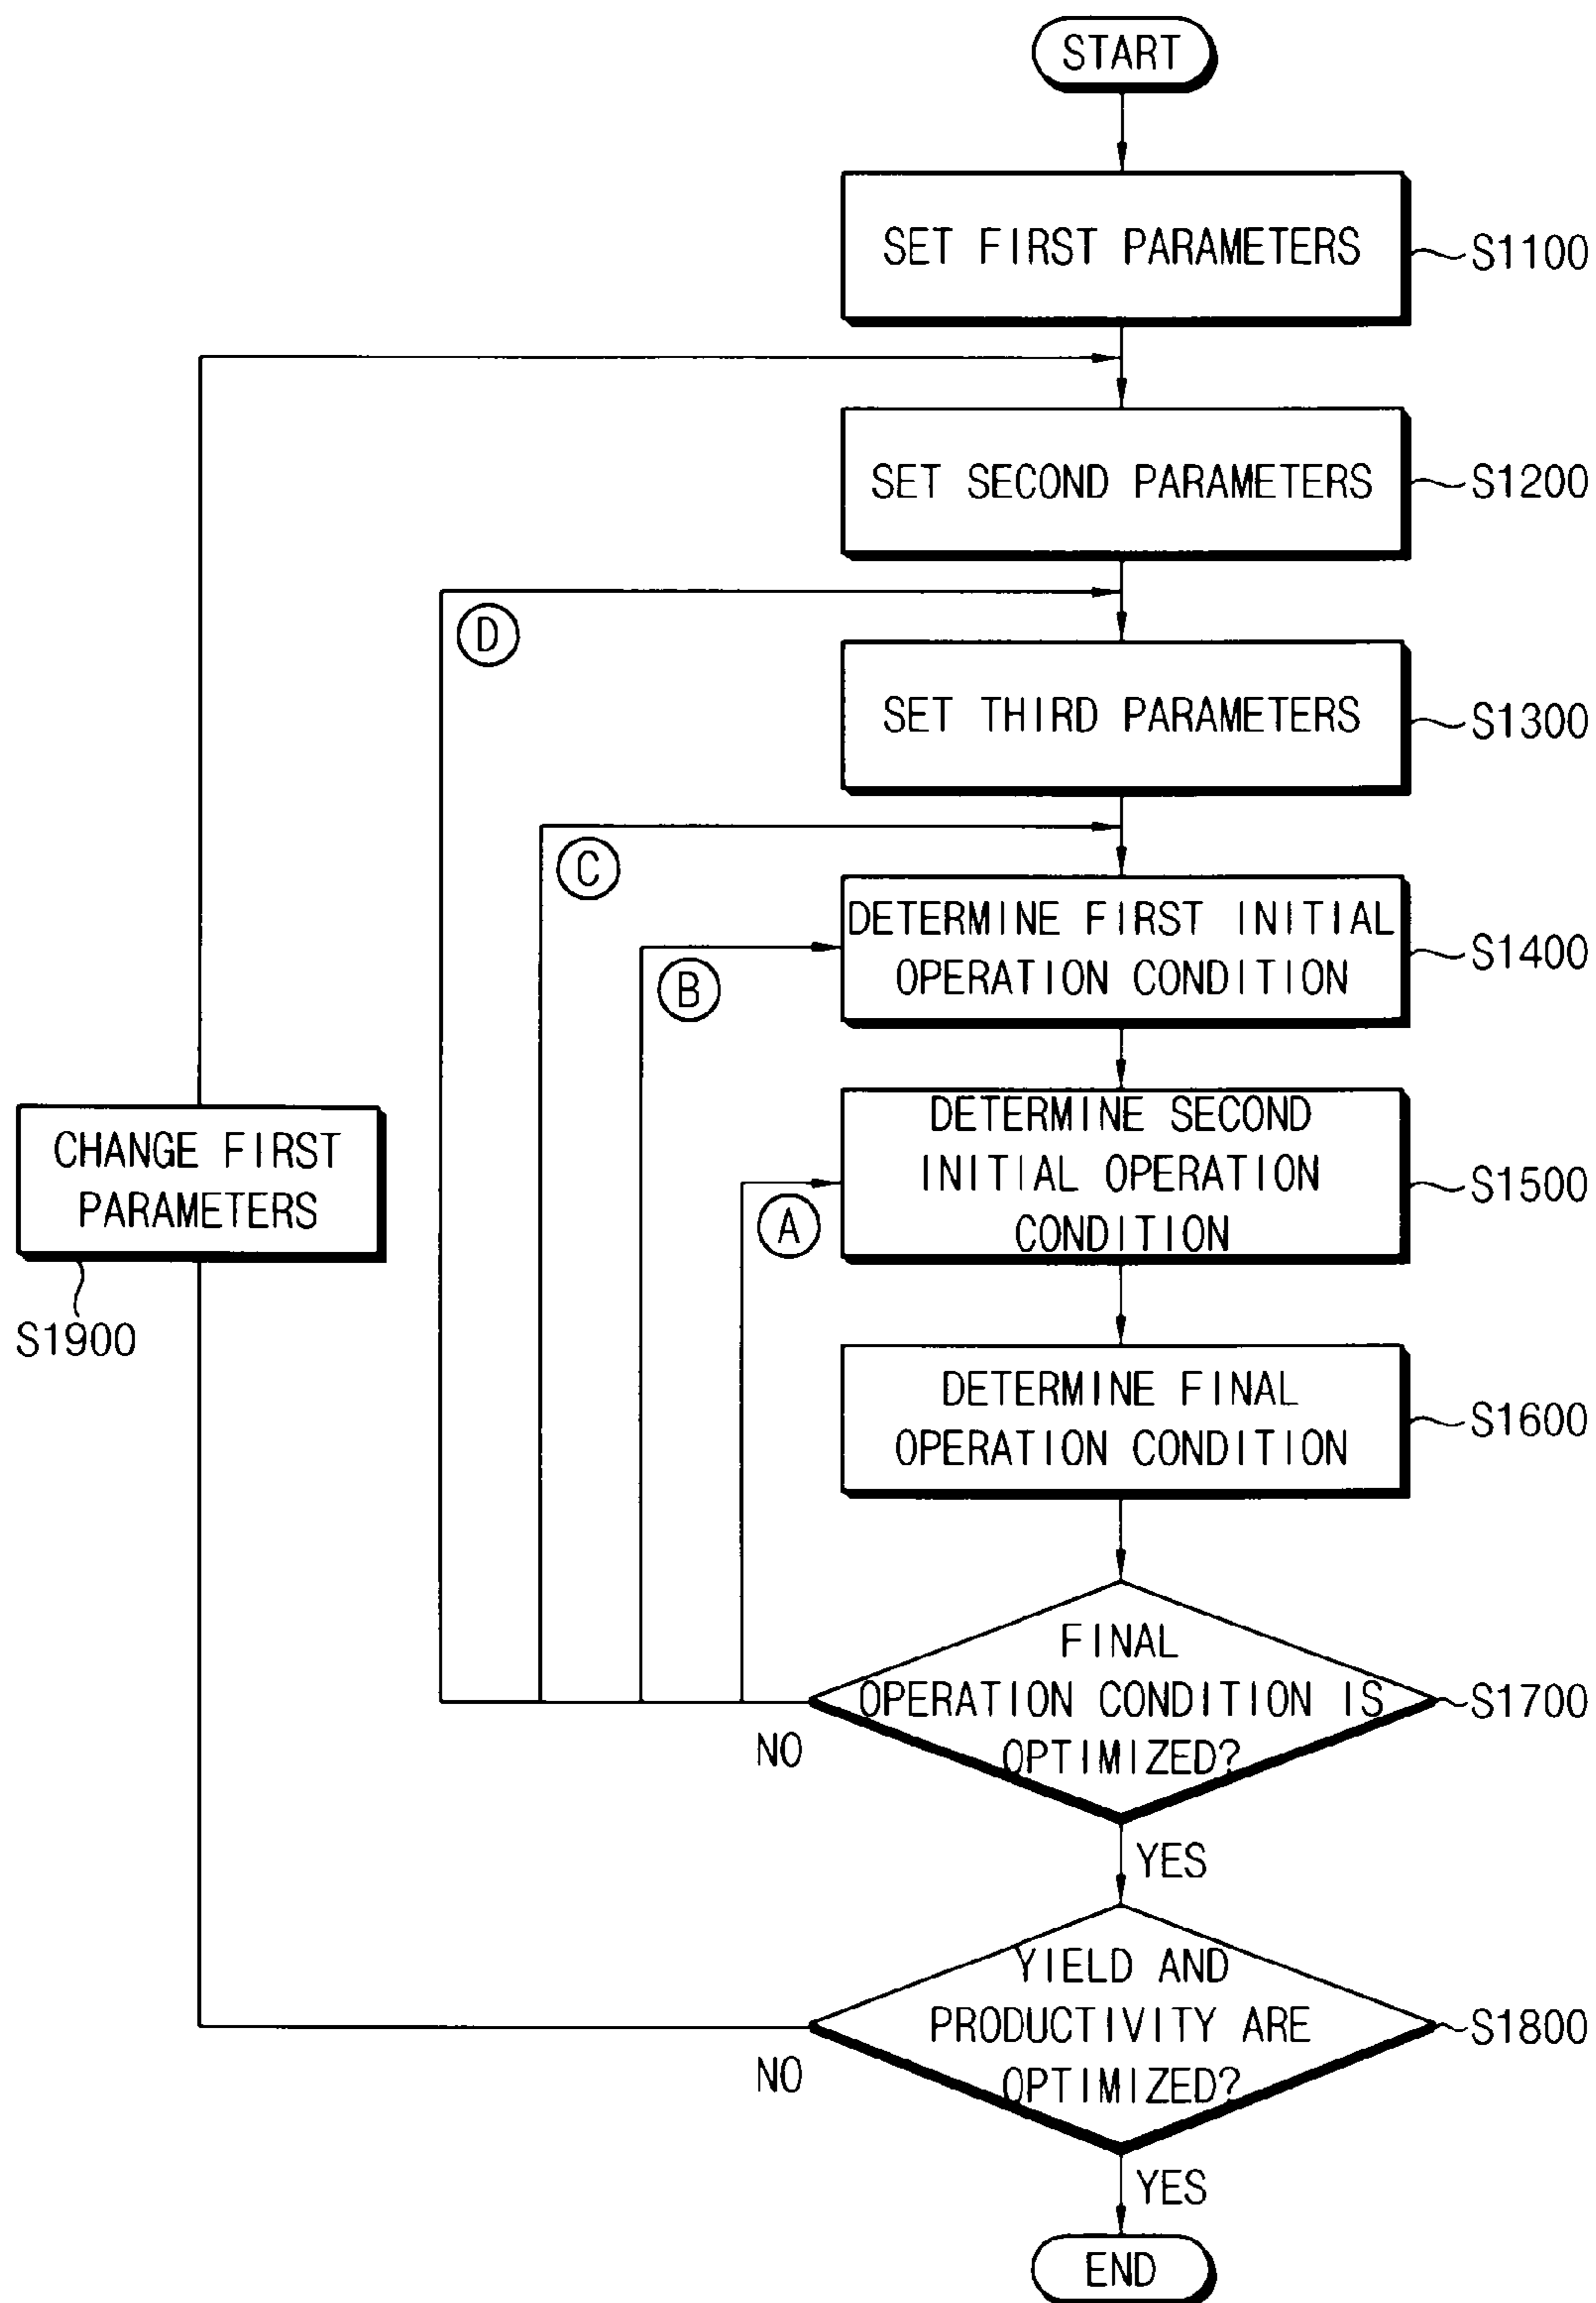 START
SET FIRST PARAMETERS
S1100
SET SECOND PARAMETERS
S1200
D
SET THIRD PARAMETERS
S1300
C
DETERMINE FIRST INITIAL
OPERATION CONDITION
S1400
B
DETERMINE SECOND
INITIAL OPERATION
CONDITION
S1500
A
CHANGE FIRST
PARAMETERS
S1900
DETERMINE FINAL
OPERATION CONDITION
S1600
FINAL
OPERATION CONDITION IS
OPTIMIZED?
S1700
NO
YES
YIELD AND
PRODUCTIVITY ARE
OPTIMIZED?
S1800
NO
YES
END